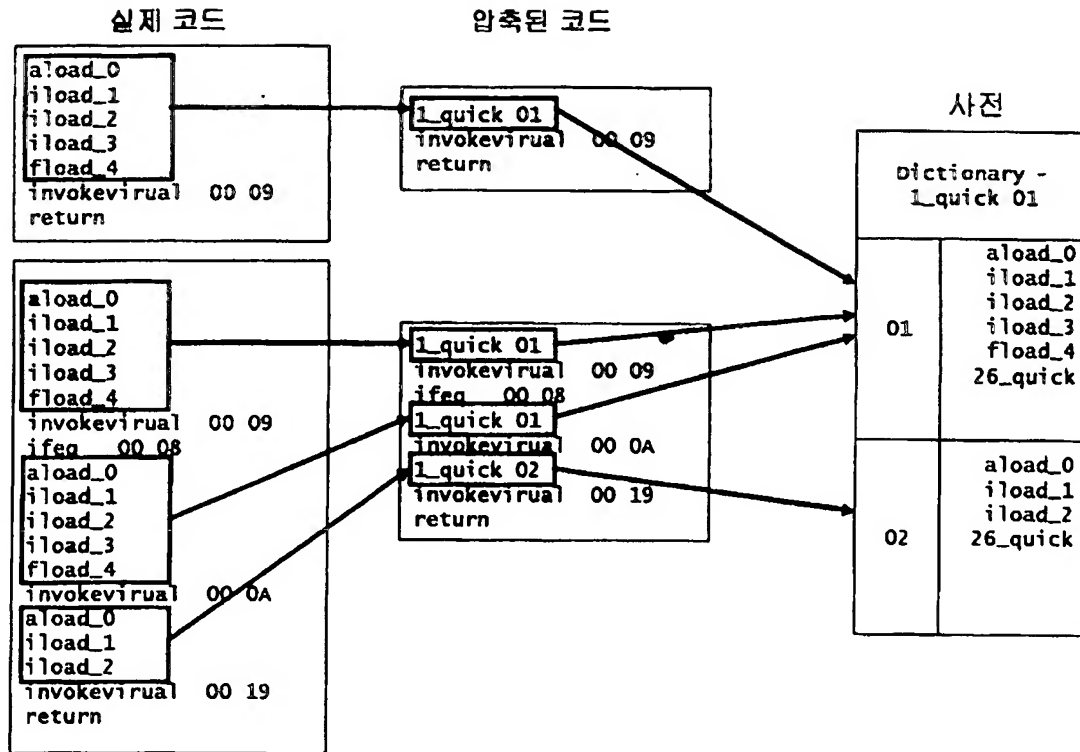 실제 코드
aload_0
iload_1
iload_2
iload_3
fload_4
invokevirual 00 09
return
aload_0
iload_1
iload_2
iload_3
fload_4
invokevirual 00 09
ifeq 00 08
aload_0
iload_1
iload_2
iload_3
fload_4
invokevirual 00 0A
aload_0
iload_1
iload_2
invokevirual 00 19
return
압축된 코드
1_quick 01
invokevirual 00 09
return
1_quick 01
invokevirual 00 09
ifeq 00 08
1_quick 01
invokevirual 00 0A
1_quick 02
invokevirual 00 19
return
사전
Dictionary -
1_quick 01
01
aload_0
iload_1
iload_2
iload_3
fload_4
26_quick
02
aload_0
iload_1
iload_2
26_quick